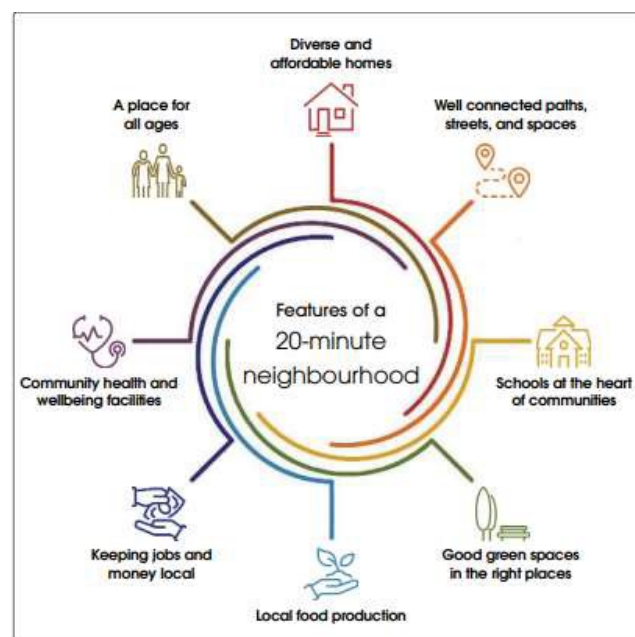 Diverse and
affordable homes
A place for
all ages
Well connected paths,
streets, and spaces
Features of a
20-minute
neighbourhood
Community health and
wellbeing facilities
Schools at the heart
of communities
Keeping jobs and
money local
Good green spaces
in the right places
Local food production